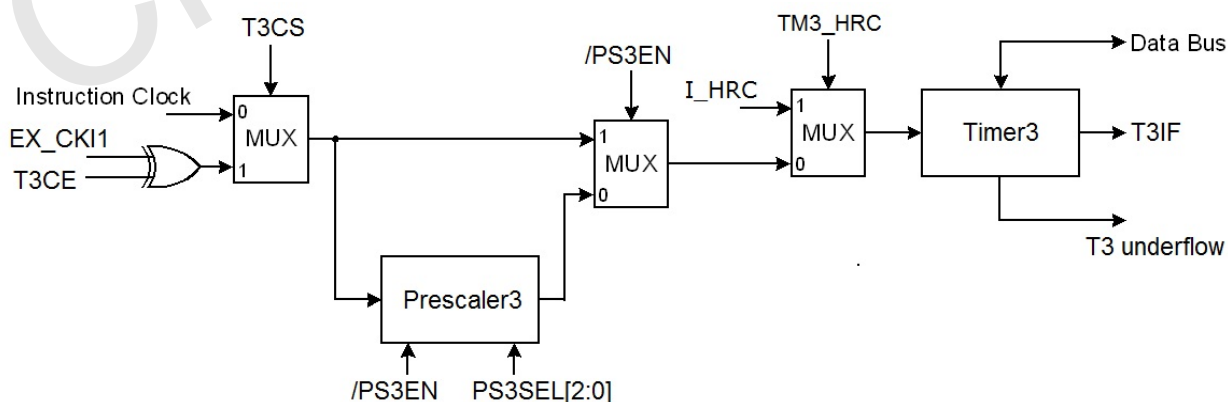 T3CS
TM3_HRC
/PS3EN
Data Bus
Instruction Clock
0
I_HRC
1
MUX
EX_CKI1
1
MUX
Timer3
T3IF
1
MUX
0
T3CE
0
T3 underflow
Prescaler3
/PS3EN
PS3SEL[2:0]